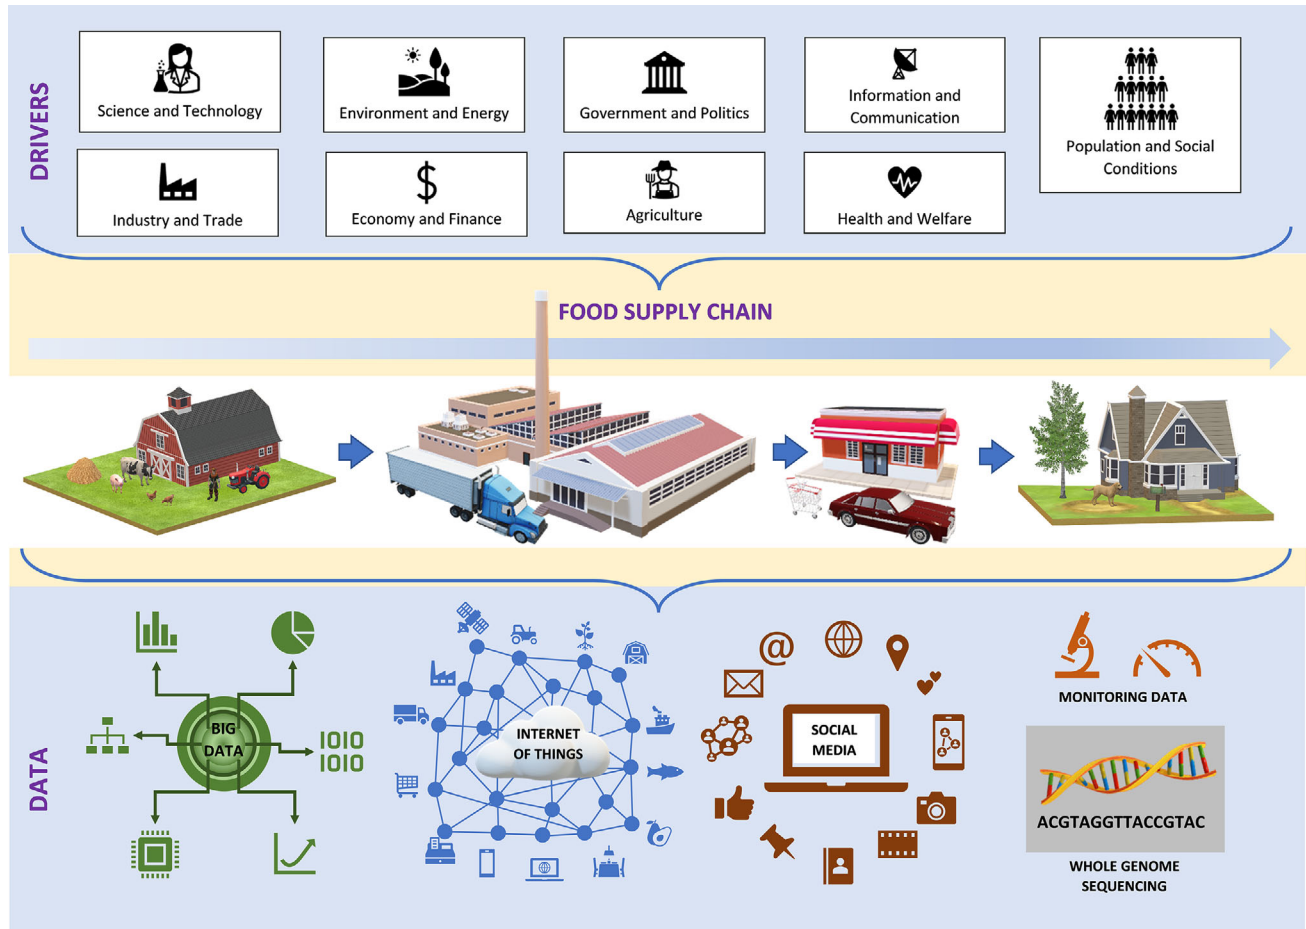 DRIVERS
Science and Technology
Environment and Energy
Government and Politics
Information and
Communication
Population and Social
Conditions
Industry and Trade
Economy and Finance
Agriculture
Health and Welfare
FOOD SUPPLY CHAIN
DATA
BIG
DATA
IOIO
IOIO
INTERNET
OF THINGS
@
SOCIAL
MEDIA
MONITORING DATA
ACGTAGGTTACCGTAC
WHOLE GENOME
SEQUENCING